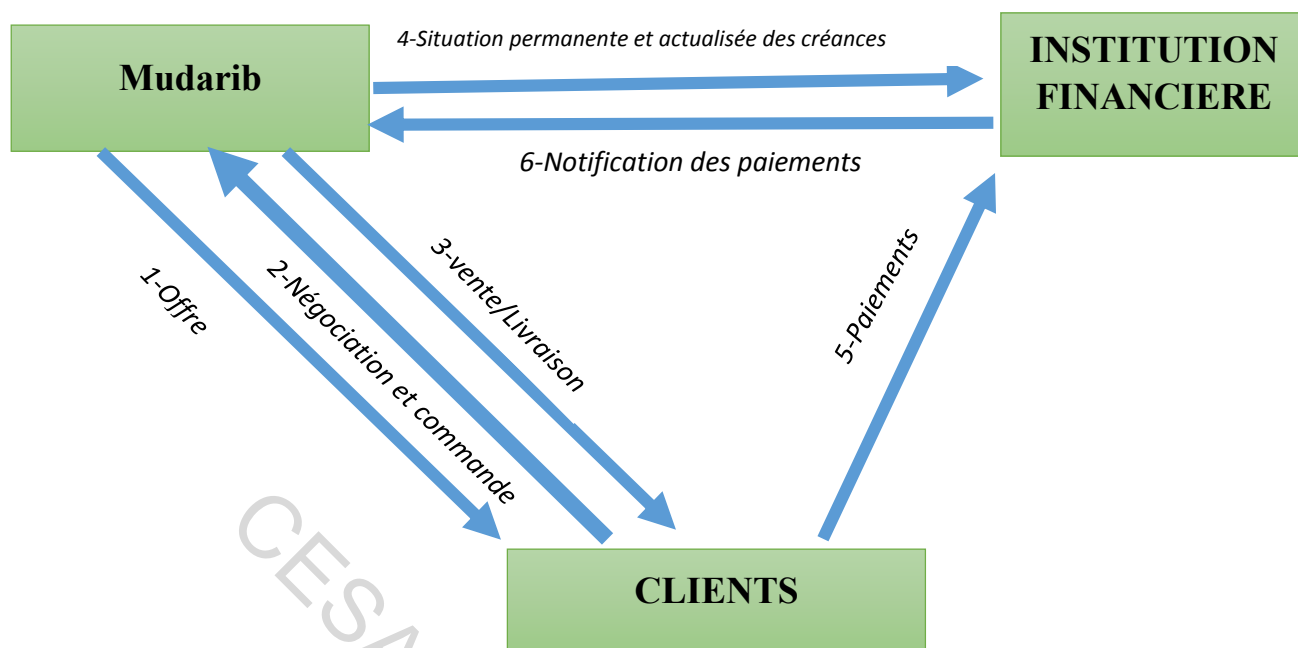 4-Situation permanente et actualisée des créances
Mudarib
INSTITUTION
FINANCIERE
6-Notification des paiements
1-Offre
2-Négociation et commande
3-vente/Livraison
5-Paiements
CLIENTS
CESA